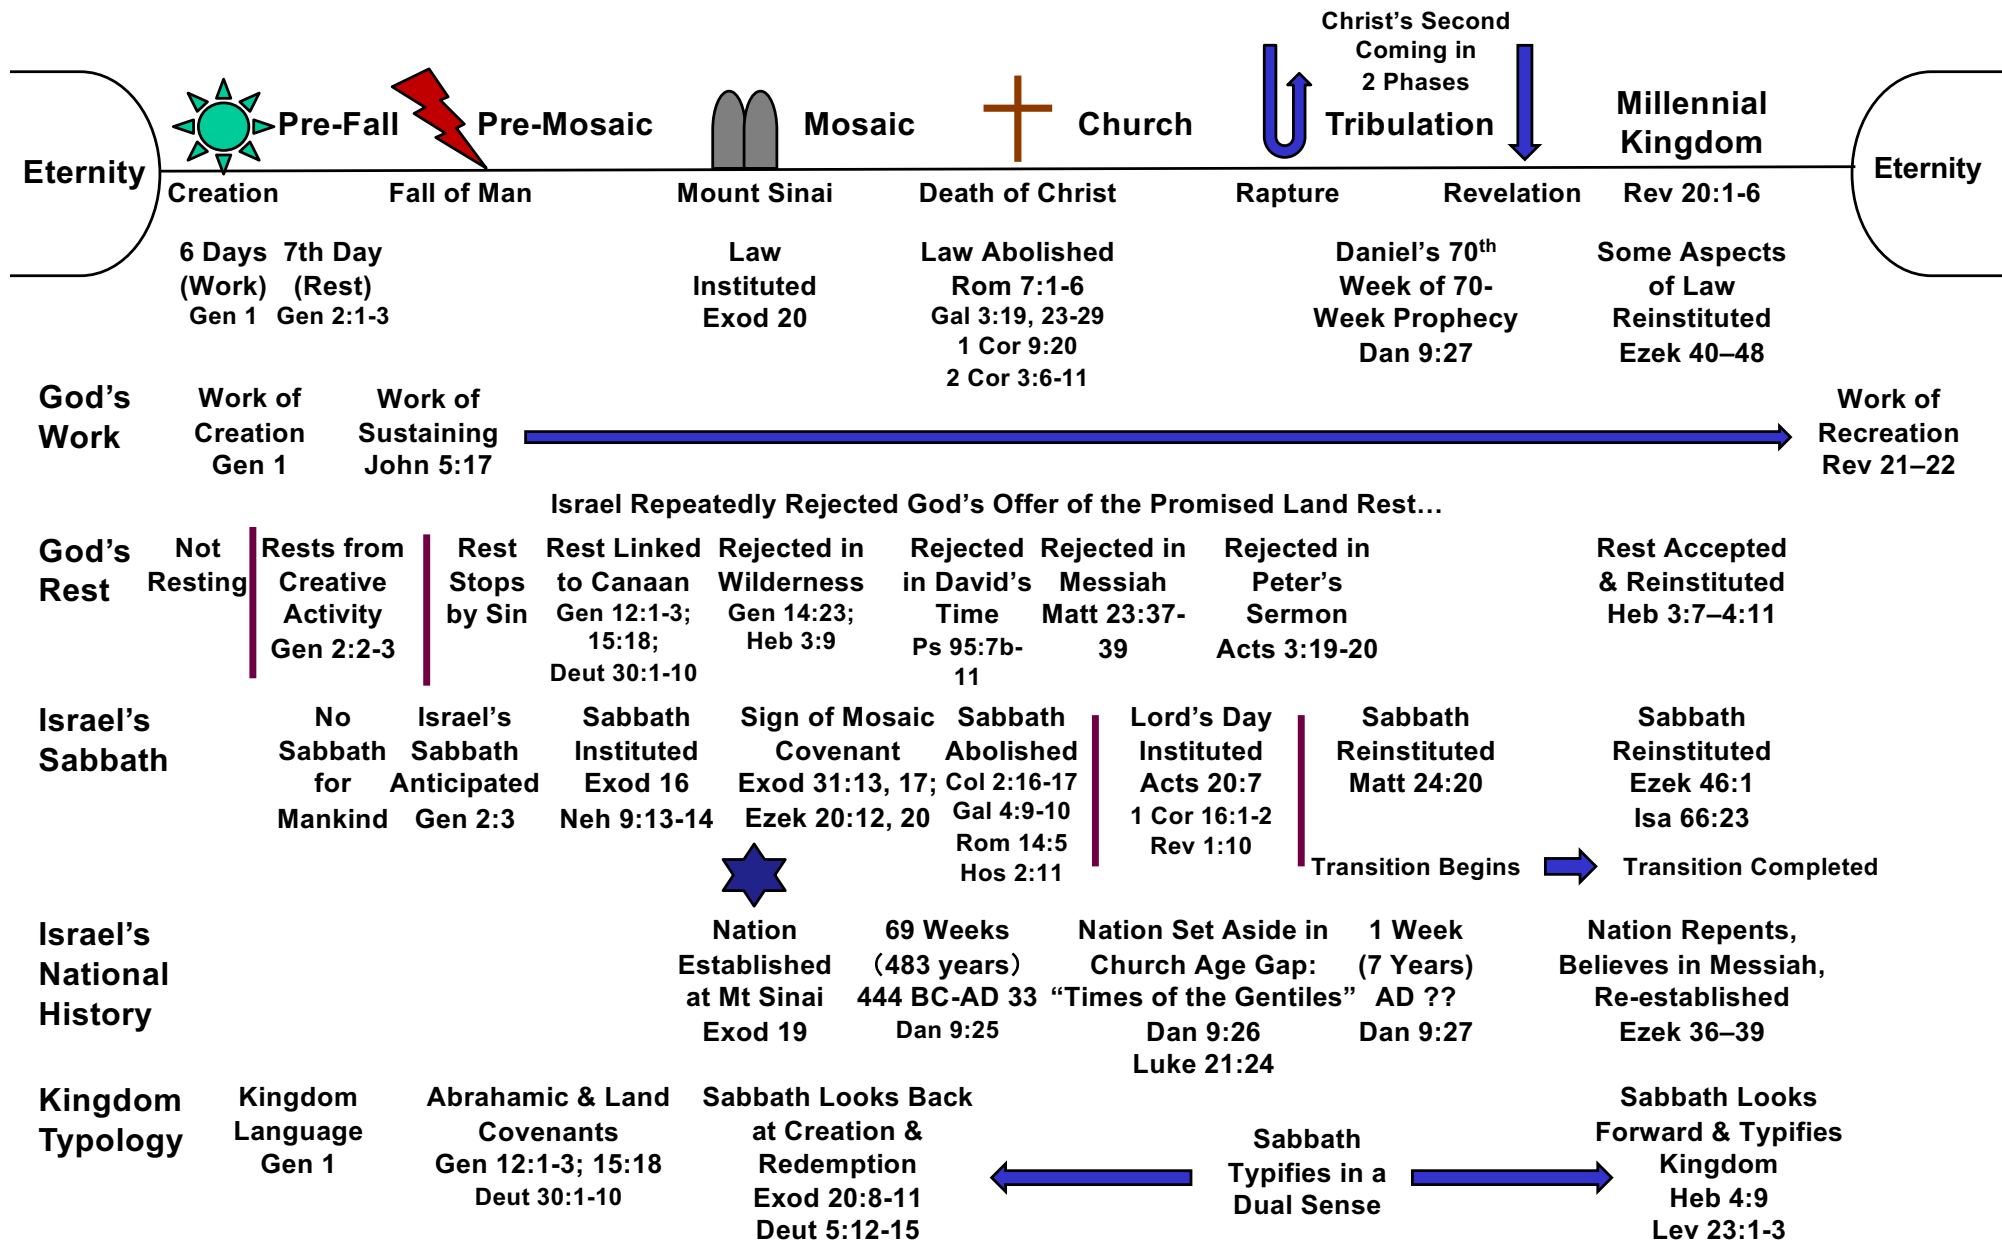 Christ’s Second
Coming in
2 Phases
Eternity
Pre-Fall
Pre-Mosaic
Mosaic
Church
Tribulation
Millennial
Kingdom
Eternity
Creation
Fall of Man
Mount Sinai
Death of Christ
Rapture
Revelation
Rev 20:1-6
6 Days
(Work)
Gen 1
7th Day
(Rest)
Gen 2:1-3
Law
Instituted
Exod 20
Law Abolished
Rom 7:1-6
Gal 3:19, 23-29
1 Cor 9:20
2 Cor 3:6-11
Daniel’s 70th
Week of 70-
Week Prophecy
Dan 9:27
Some Aspects
of Law
Reinstituted
Ezek 40–48
God’s
Work
Work of
Creation
Gen 1
Work of
Sustaining
John 5:17
Work of
Recreation
Rev 21–22
Israel Repeatedly Rejected God’s Offer of the Promised Land Rest…
God’s
Rest
Not
Resting
Rests from
Creative
Activity
Gen 2:2-3
Rest
Stops
by Sin
Rest Linked
to Canaan
Gen 12:1-3;
15:18;
Deut 30:1-10
Rejected in
Wilderness
Gen 14:23;
Heb 3:9
Rejected
in David’s
Time
Ps 95:7b-
11
Rejected in
Messiah
Matt 23:37-
39
Rejected in
Peter’s
Sermon
Acts 3:19-20
Rest Accepted
& Reinstituted
Heb 3:7–4:11
Israel’s
Sabbath
No
Sabbath
for
Mankind
Israel’s
Sabbath
Anticipated
Gen 2:3
Sabbath
Instituted
Exod 16
Neh 9:13-14
Sign of Mosaic
Covenant
Exod 31:13, 17;
Ezek 20:12, 20
Sabbath
Abolished
Col 2:16-17
Gal 4:9-10
Rom 14:5
Hos 2:11
Lord’s Day
Instituted
Acts 20:7
1 Cor 16:1-2
Rev 1:10
Sabbath
Reinstituted
Matt 24:20
Sabbath
Reinstituted
Ezek 46:1
Isa 66:23
Transition Begins
Transition Completed
Israel’s
National
History
Nation
Established
at Mt Sinai
Exod 19
69 Weeks
（483 years）
444 BC-AD 33
Dan 9:25
Nation Set Aside in
Church Age Gap:
“Times of the Gentiles”
Dan 9:26
Luke 21:24
1 Week
(7 Years)
AD ??
Dan 9:27
Nation Repents,
Believes in Messiah,
Re-established
Ezek 36–39
Kingdom
Typology
Kingdom
Language
Gen 1
Abrahamic & Land
Covenants
Gen 12:1-3; 15:18
Deut 30:1-10
Sabbath Looks Back
at Creation &
Redemption
Exod 20:8-11
Deut 5:12-15
Sabbath
Typifies in a
Dual Sense
Sabbath Looks
Forward & Typifies
Kingdom
Heb 4:9
Lev 23:1-3